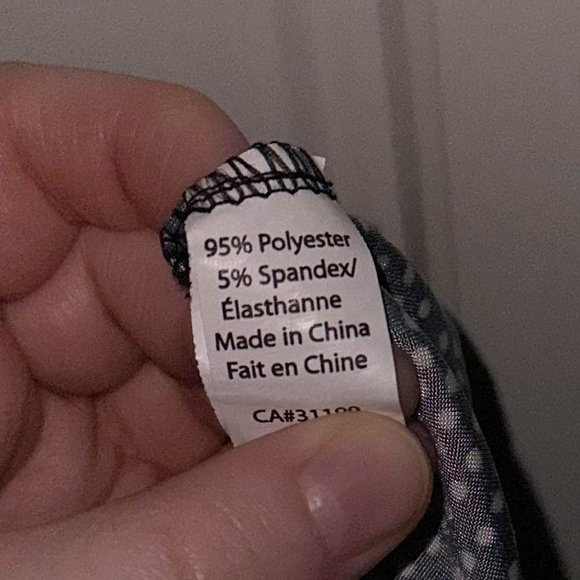 95% Polyester
5% Spandex/
Élasthanne
Made in China
Fait en Chine